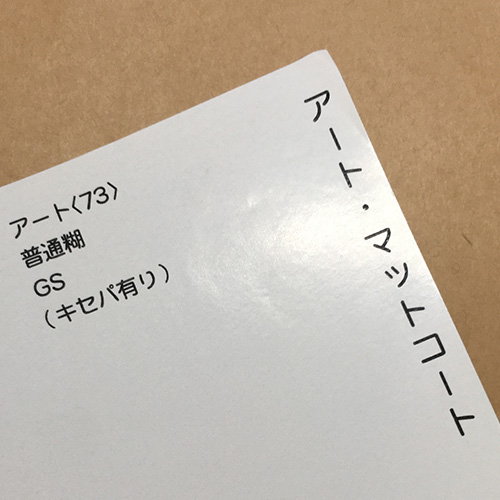 アート・マットコート
アート〈73〉
普通糊
GS
(キセパ有り)